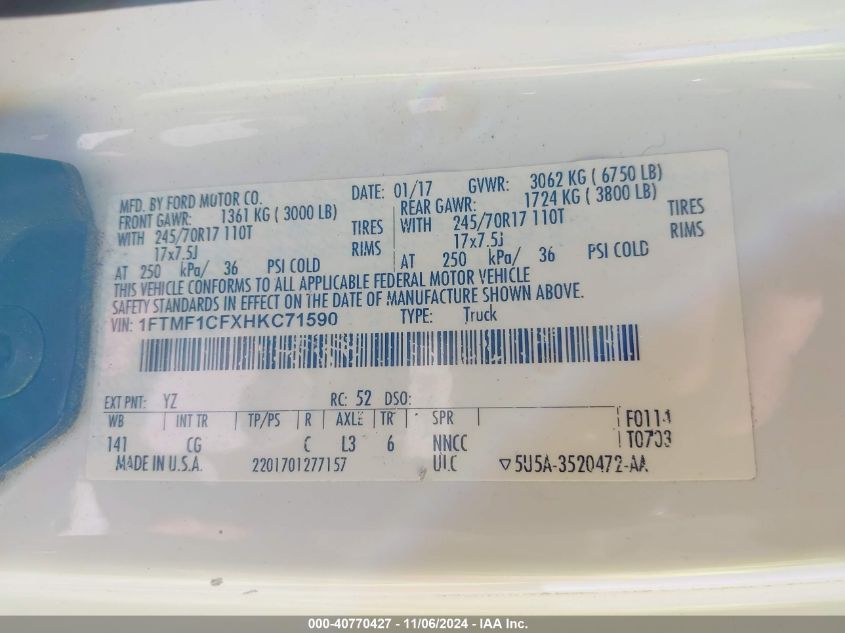 MFD. BY FORD MOTOR CO.
DATE: 01/17 GVWR: 3062 KG ( 6750 LB)
FRONT GAWR: 1361 KG ( 3000 LB)
WITH 245/70R17 110T TIRES
17x7.5J RIMS
AT 250 kPa/ 36 PSI COLD
REAR GAWR: 1724 KG ( 3800 LB)
WITH 245/70R17 110T TIRES
17x7.5J RIMS
AT 250 kPa/ 36 PSI COLD
THIS VEHICLE CONFORMS TO ALL APPLICABLE FEDERAL MOTOR VEHICLE
SAFETY STANDARDS IN EFFECT ON THE DATE OF MANUFACTURE SHOWN ABOVE.
VIN: 1FTMF1CFXHKC71590 TYPE: Truck
EXT PNT: YZ RC: 52 DSO:
WB INT TR TP/PS R AXLE TR SPR
141 CG C L3 6 NNCC
F0114
T0703
MADE IN U.S.A. 2201701277157 ULC ▽5U5A-3520472-AA
000-40770427 - 11/06/2024 - IAA Inc.